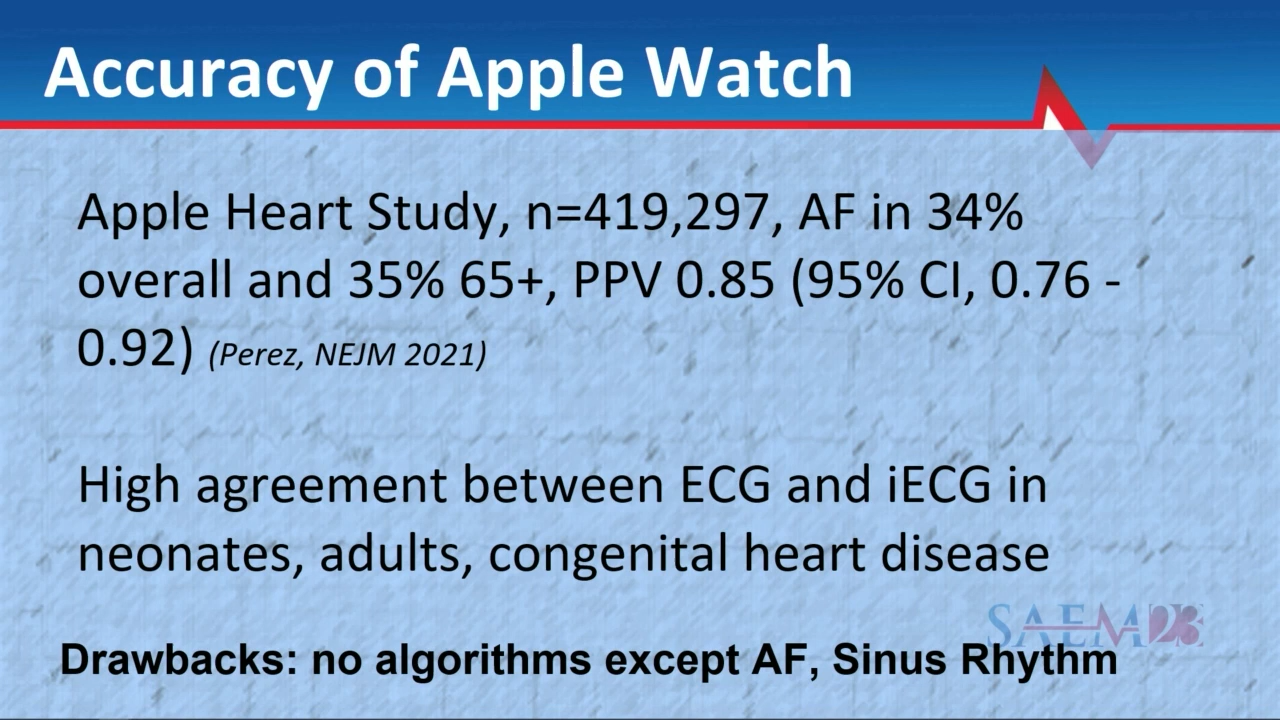 Accuracy of Apple Watch
Apple Heart Study, n=419,297, AF in 34%
overall and 35% 65+, PPV 0.85 (95% CI, 0.76 -
0.92) (Perez, NEJM 2021)
High agreement between ECG and iECG in
neonates, adults, congenital heart disease
SAEM23
Drawbacks: no algorithms except AF, Sinus Rhythm